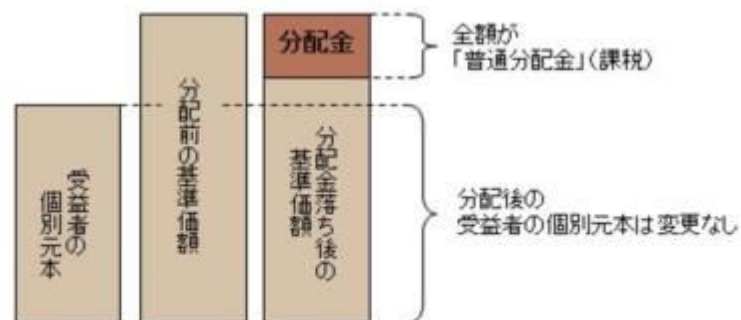 受益者の
個別元本
分配前の基準価額
分配金
分配金落ち後の
基準価額
全額が
「普通分配金」(課税)
分配後の
受益者の個別元本は変更なし